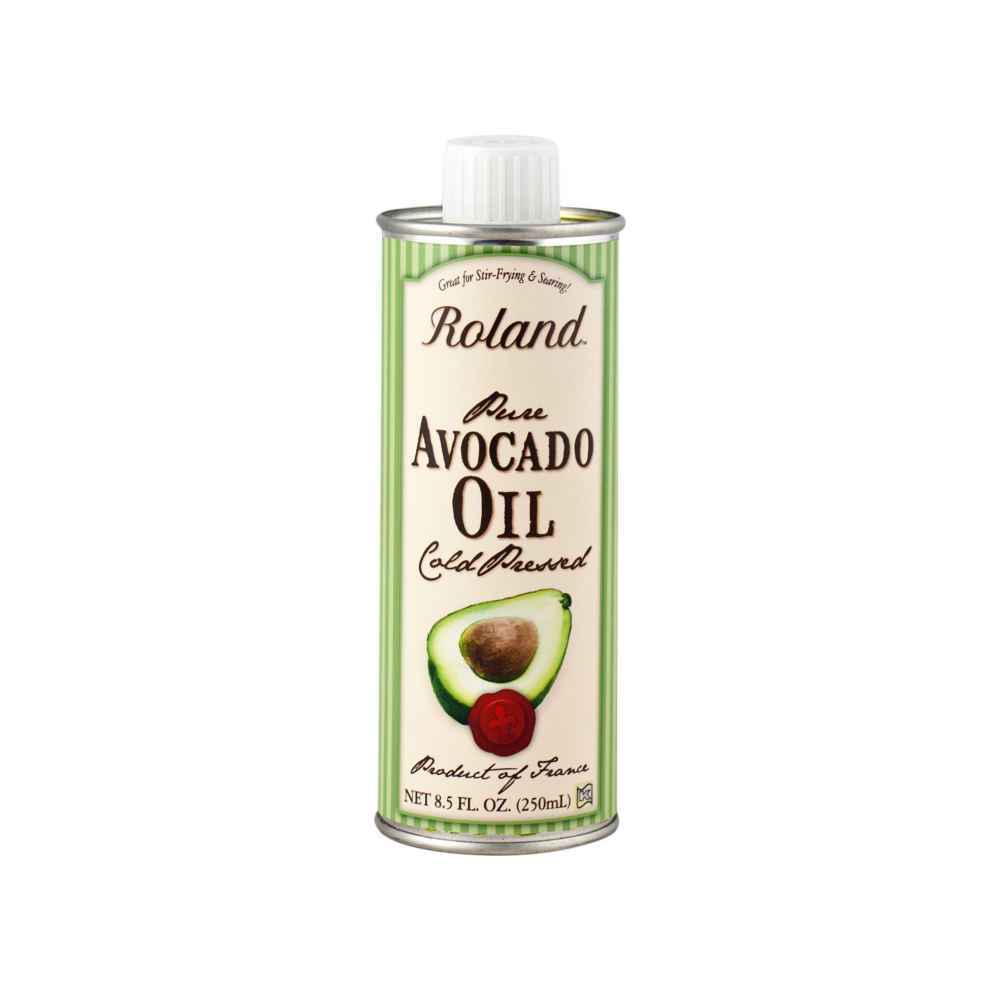 Great for Stir-Frying & Searing!
Roland™
Pure
AVOCADO
OIL
Cold Pressed
Product of France
NET 8.5 FL. OZ. (250mL) K